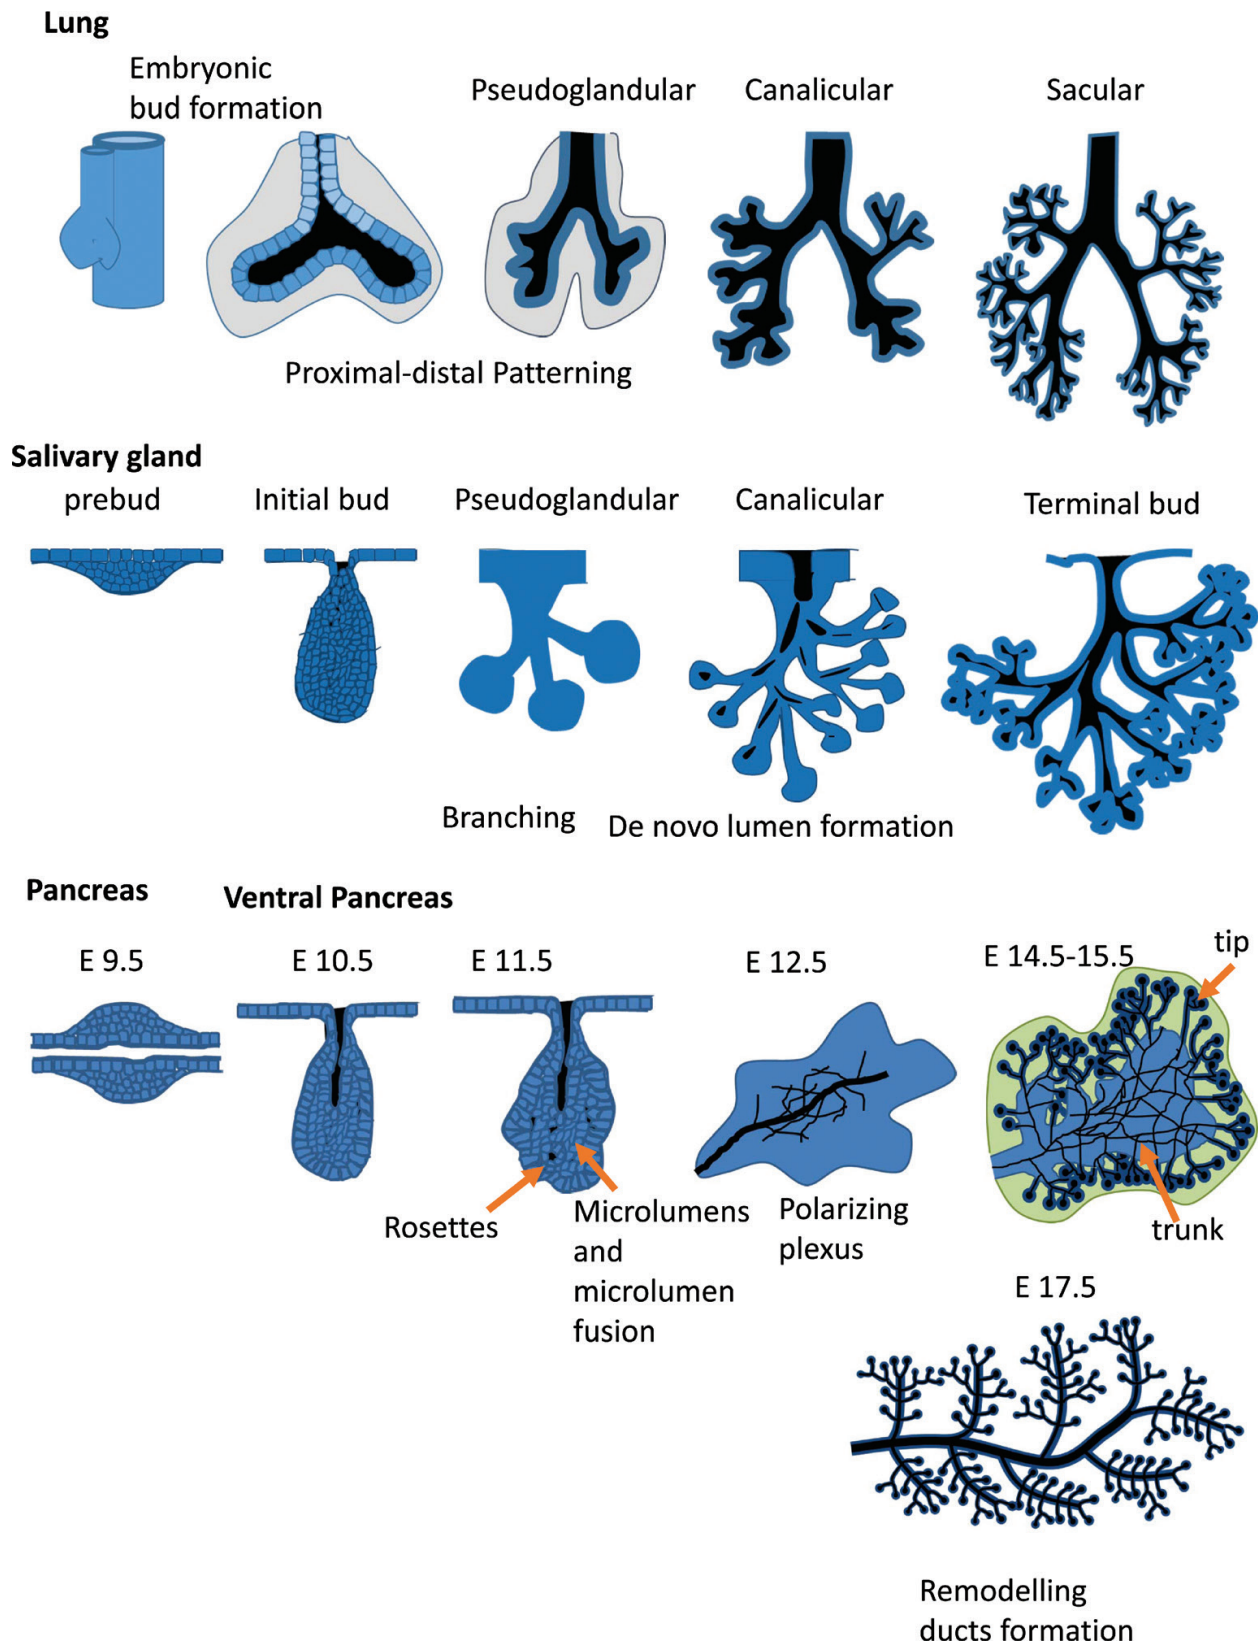 Lung
Embryonic
bud formation
Pseudoglandular
Canalicular
Sacular
Proximal-distal Patterning
Salivary gland
prebud
Initial bud
Pseudoglandular
Canalicular
Terminal bud
Branching
De novo lumen formation
Pancreas
Ventral Pancreas
E 9.5
E 10.5
E 11.5
E 12.5
E 14.5-15.5
tip
Rosettes
Microlumens
and
microlumen
fusion
Polarizing
plexus
trunk
E 17.5
Remodelling
ducts formation